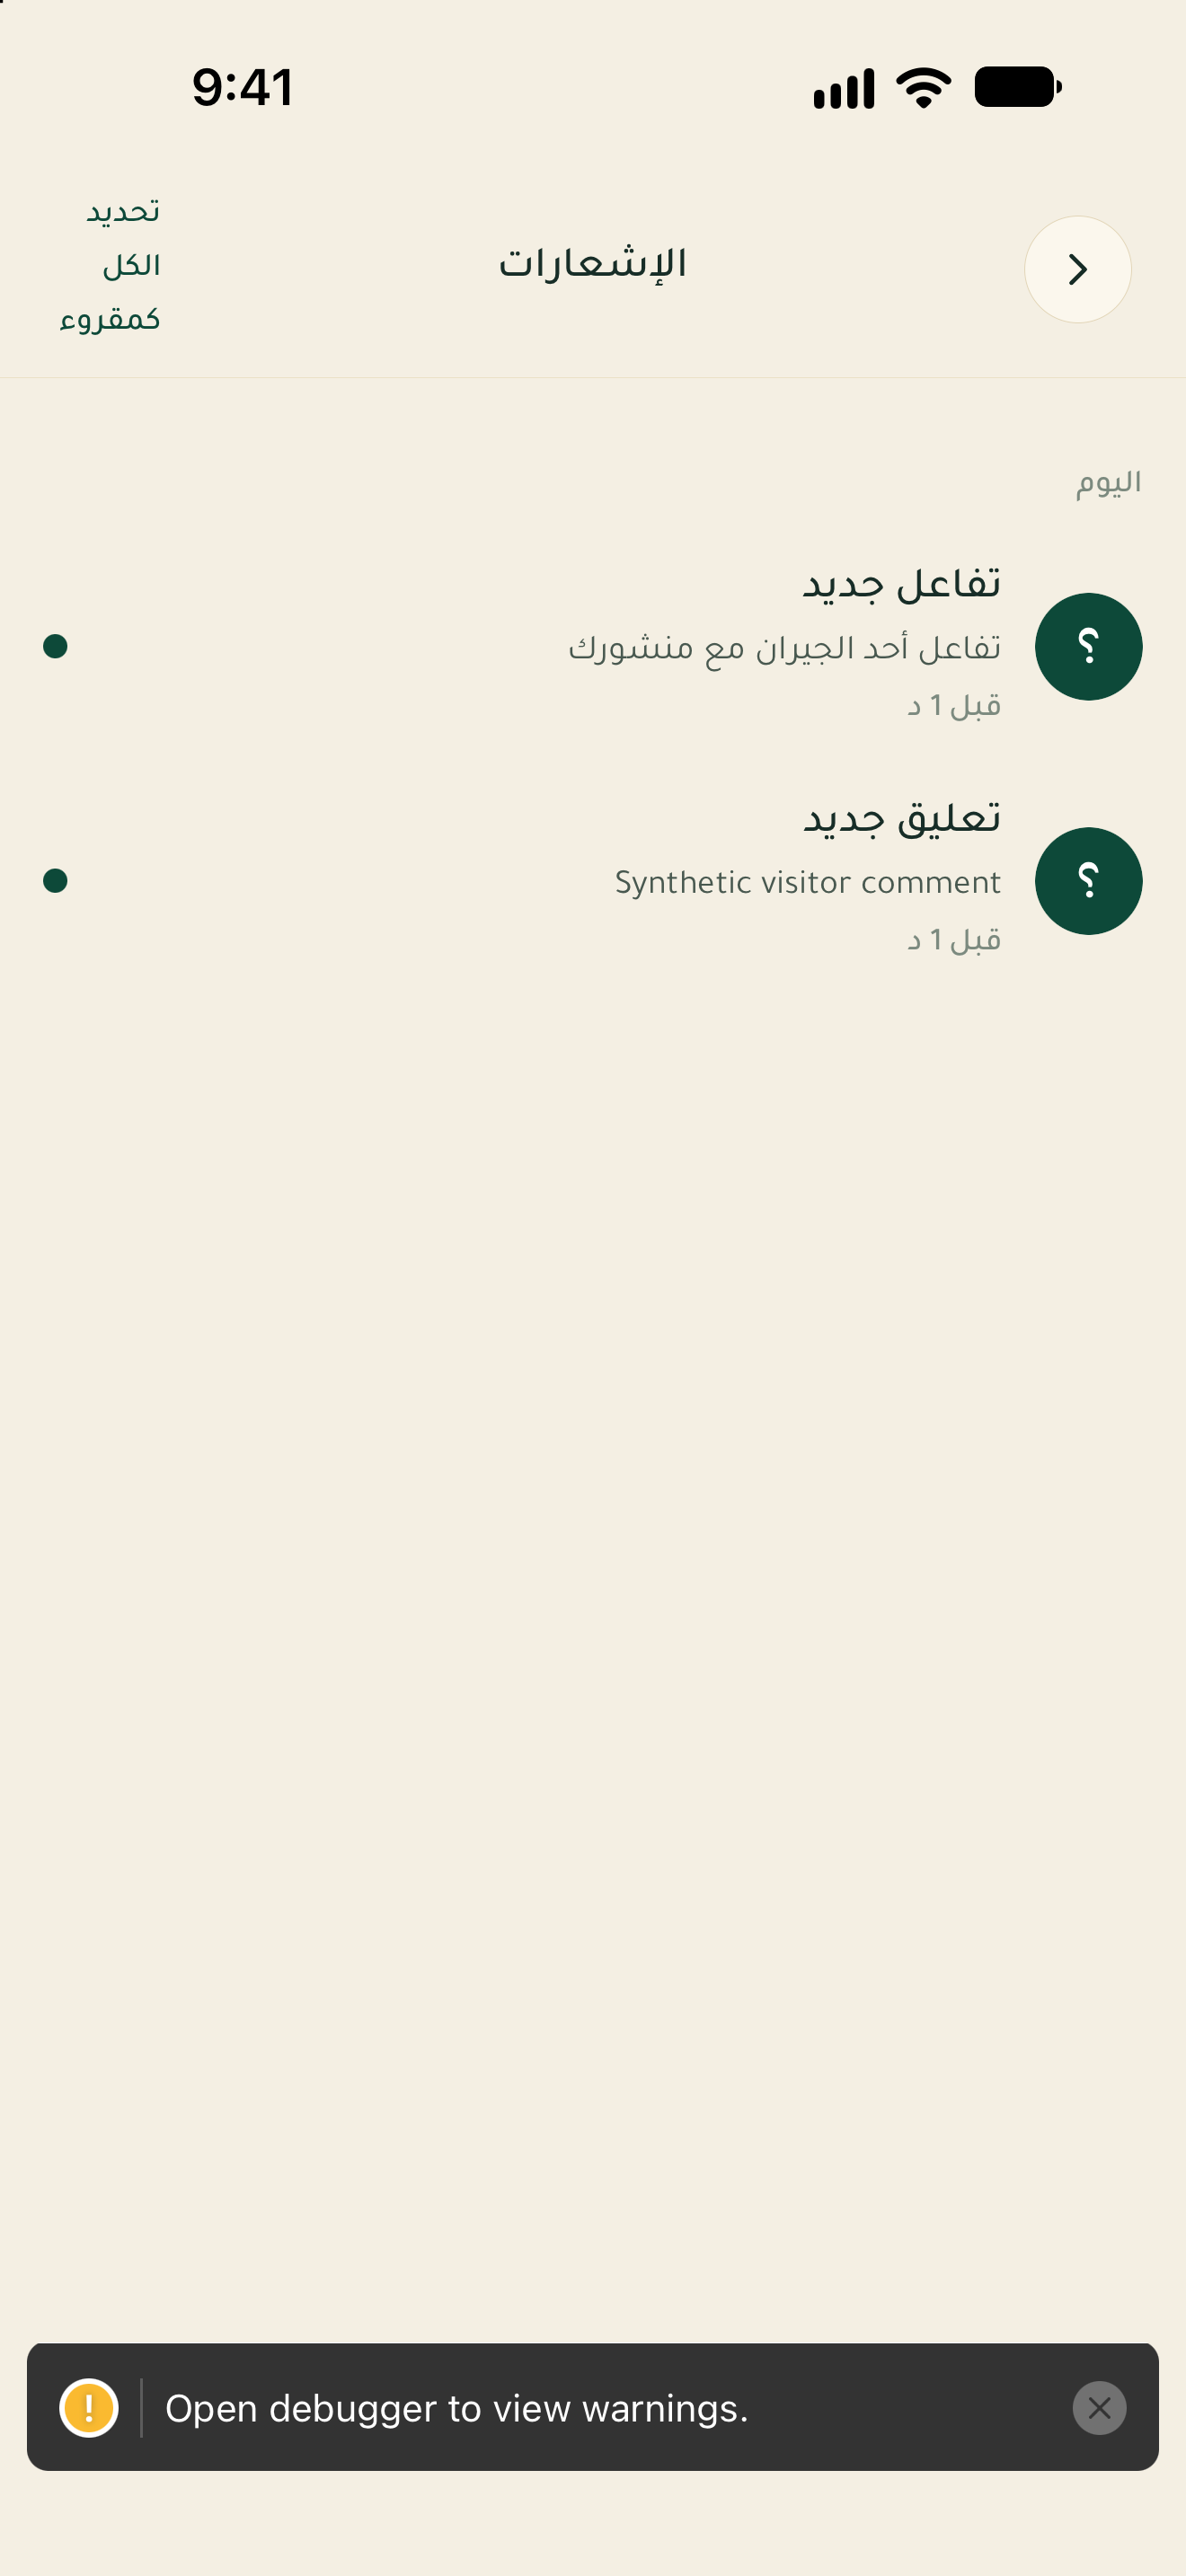 9:41
الإشعارات
تحديد
الكل
كمقروء
اليوم
؟
تفاعل جديد
تفاعل أحد الجيران مع منشورك
قبل 1 د
؟
تعليق جديد
Synthetic visitor comment
قبل 1 د
Open debugger to view warnings.